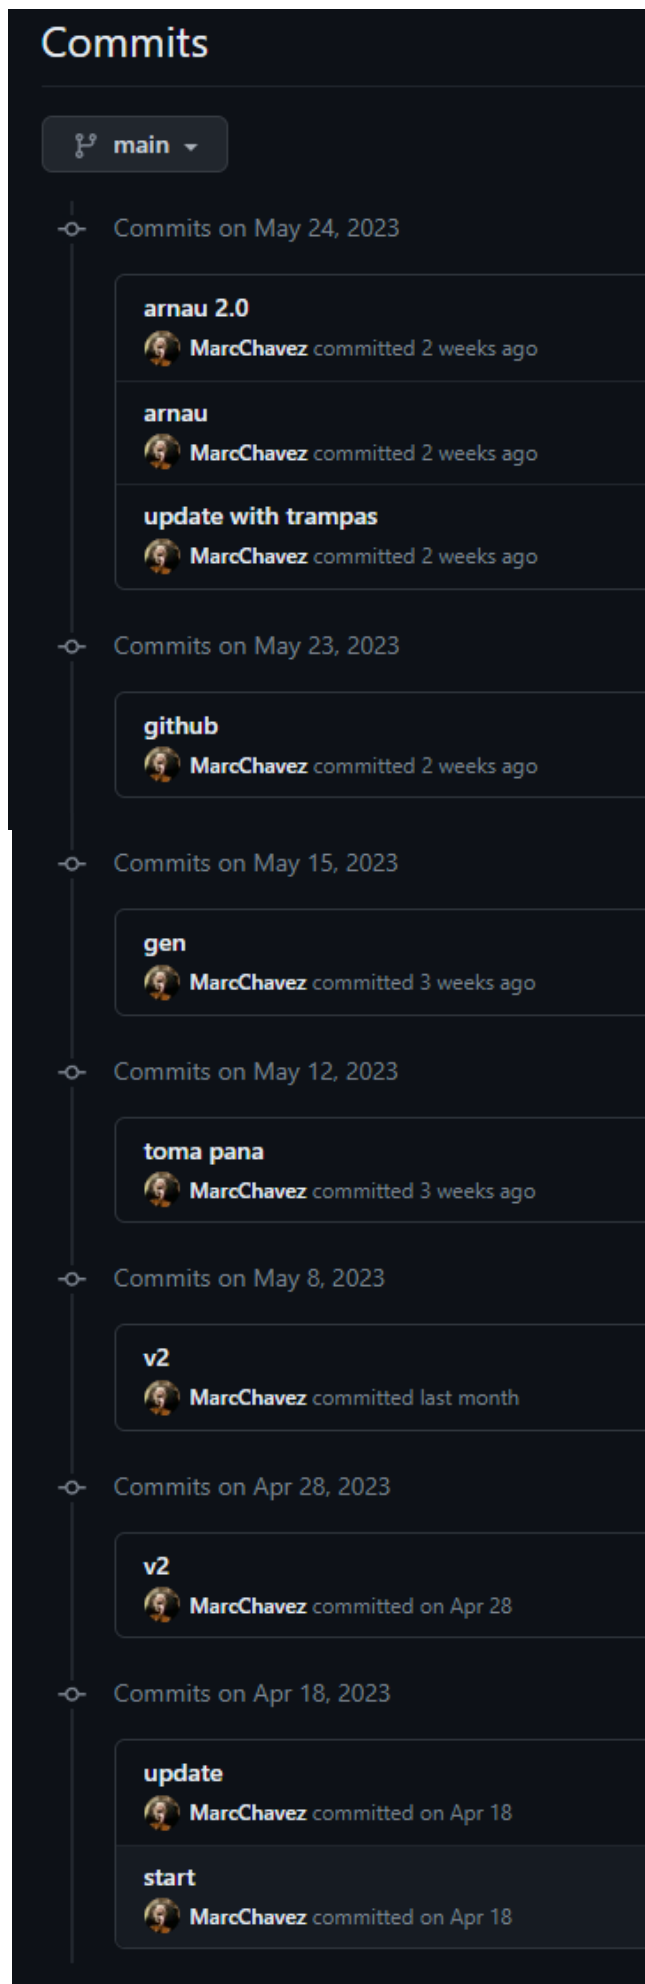 Commits
main
Commits on May 24, 2023
arnau 2.0
MarcChavez committed 2 weeks ago
arnau
MarcChavez committed 2 weeks ago
update with trampas
MarcChavez committed 2 weeks ago
Commits on May 23, 2023
github
MarcChavez committed 2 weeks ago
Commits on May 15, 2023
gen
MarcChavez committed 3 weeks ago
Commits on May 12, 2023
toma pana
MarcChavez committed 3 weeks ago
Commits on May 8, 2023
v2
MarcChavez committed last month
Commits on Apr 28, 2023
v2
MarcChavez committed on Apr 28
Commits on Apr 18, 2023
update
MarcChavez committed on Apr 18
start
MarcChavez committed on Apr 18